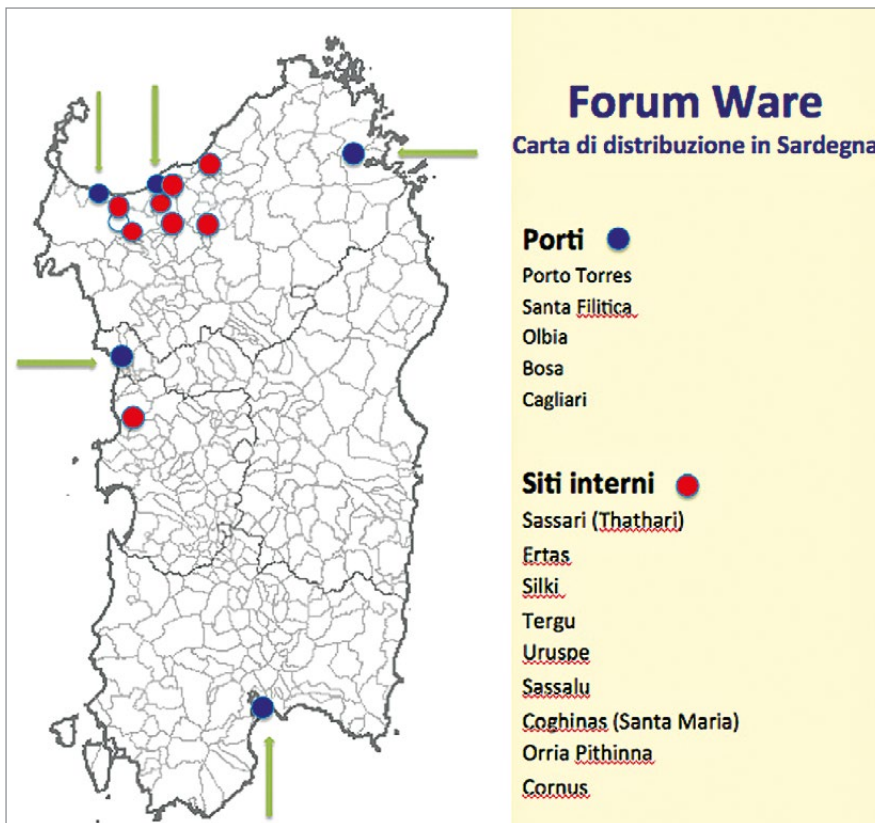 Forum Ware
Carta di distribuzione in Sardegna
Porti
Porto Torres
Santa Filitica
Olbia
Bosa
Cagliari
Siti interni
Sassari (Thathari)
Ertas
Silki
Tergu
Uruspe
Sassalu
Coghinas (Santa Maria)
Orria Pithinna
Cornus